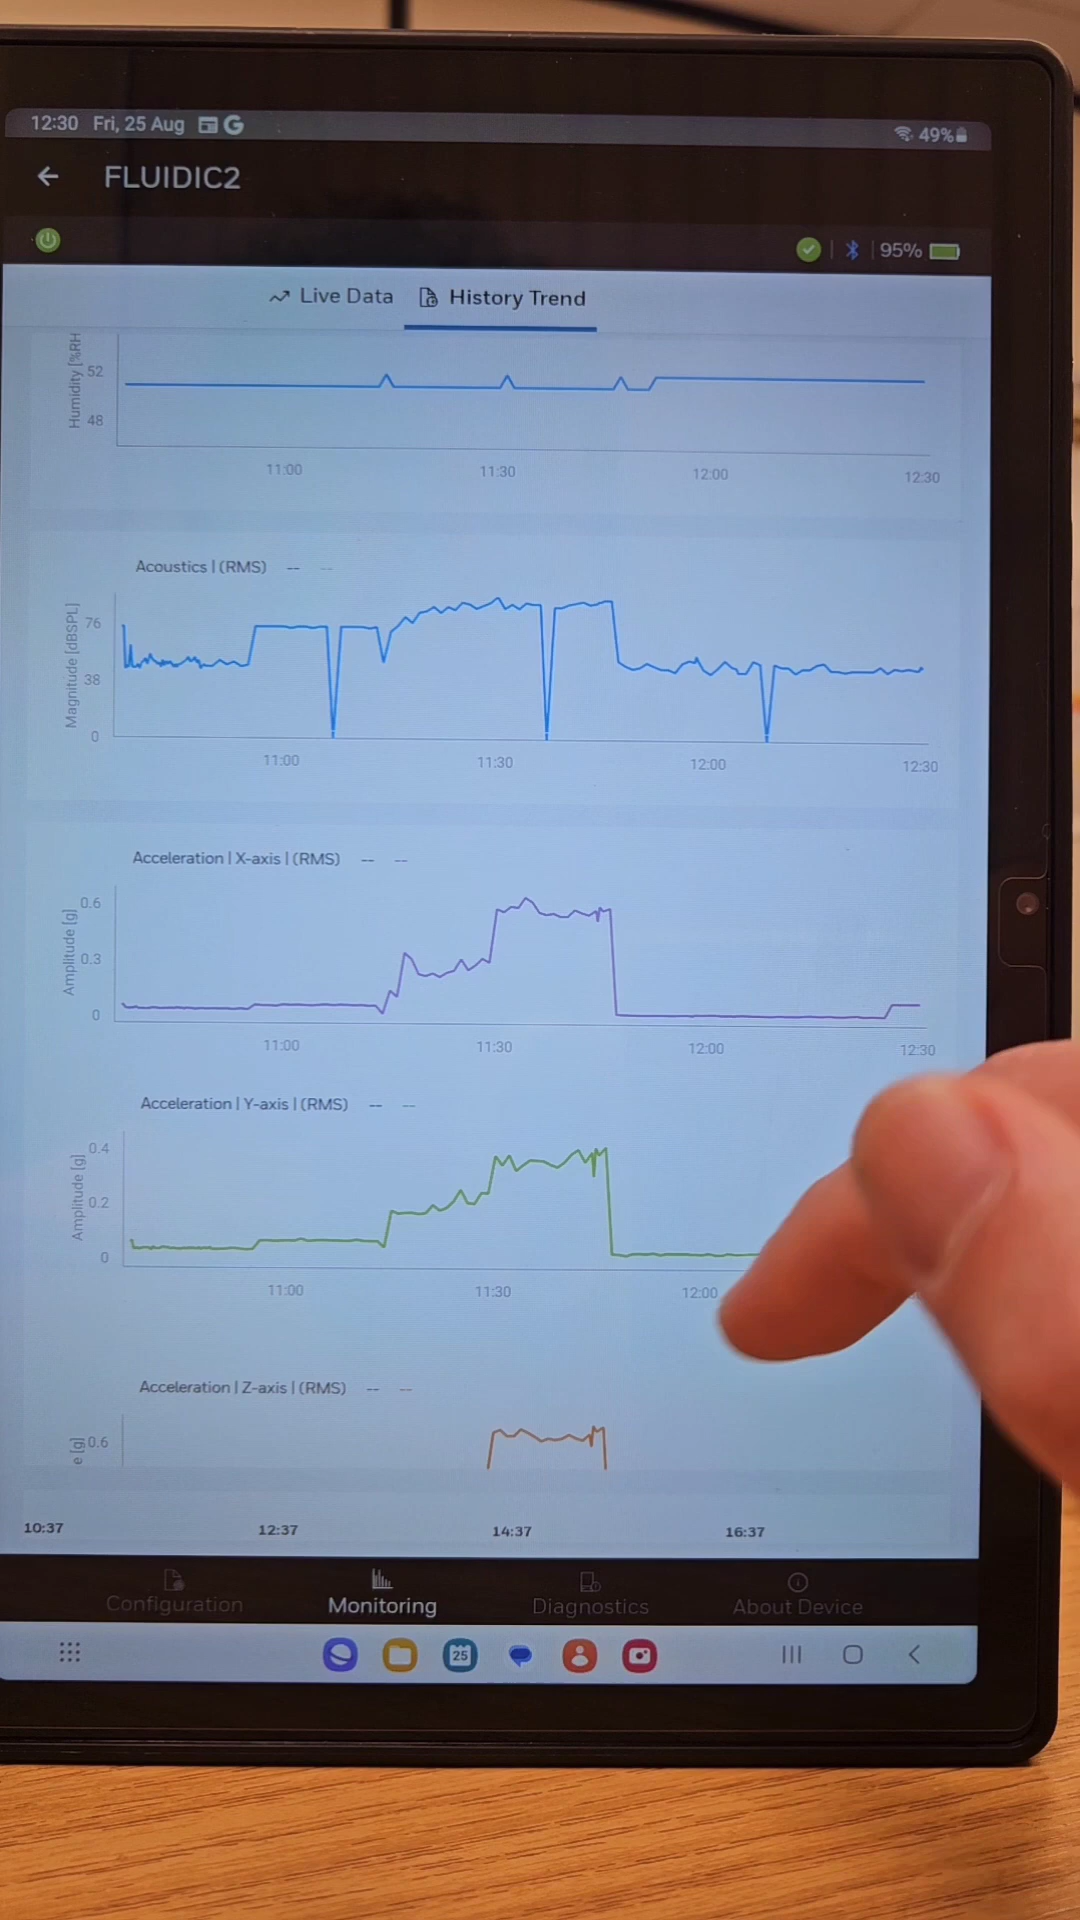 12:30 Fri, 25 Aug
49%
FLUIDIC2
95%
Live Data
History Trend
Humidity [%RH
52
48
11:00 11:30 12:00 12:30
Acoustics | (RMS) -- --
Magnitude [dBSPL]
76
38
0
11:00 11:30 12:00 12:30
Acceleration | X-axis | (RMS) -- --
Amplitude [g]
0.6
0.3
0
11:00 11:30 12:00 12:30
Acceleration | Y-axis | (RMS) -- --
Amplitude [g]
0.4
0.2
0
11:00 11:30 12:00
Acceleration | Z-axis | (RMS) -- --
e [g]
0.6
10:37 12:37 14:37 16:37
Configuration Monitoring Diagnostics About Device
25